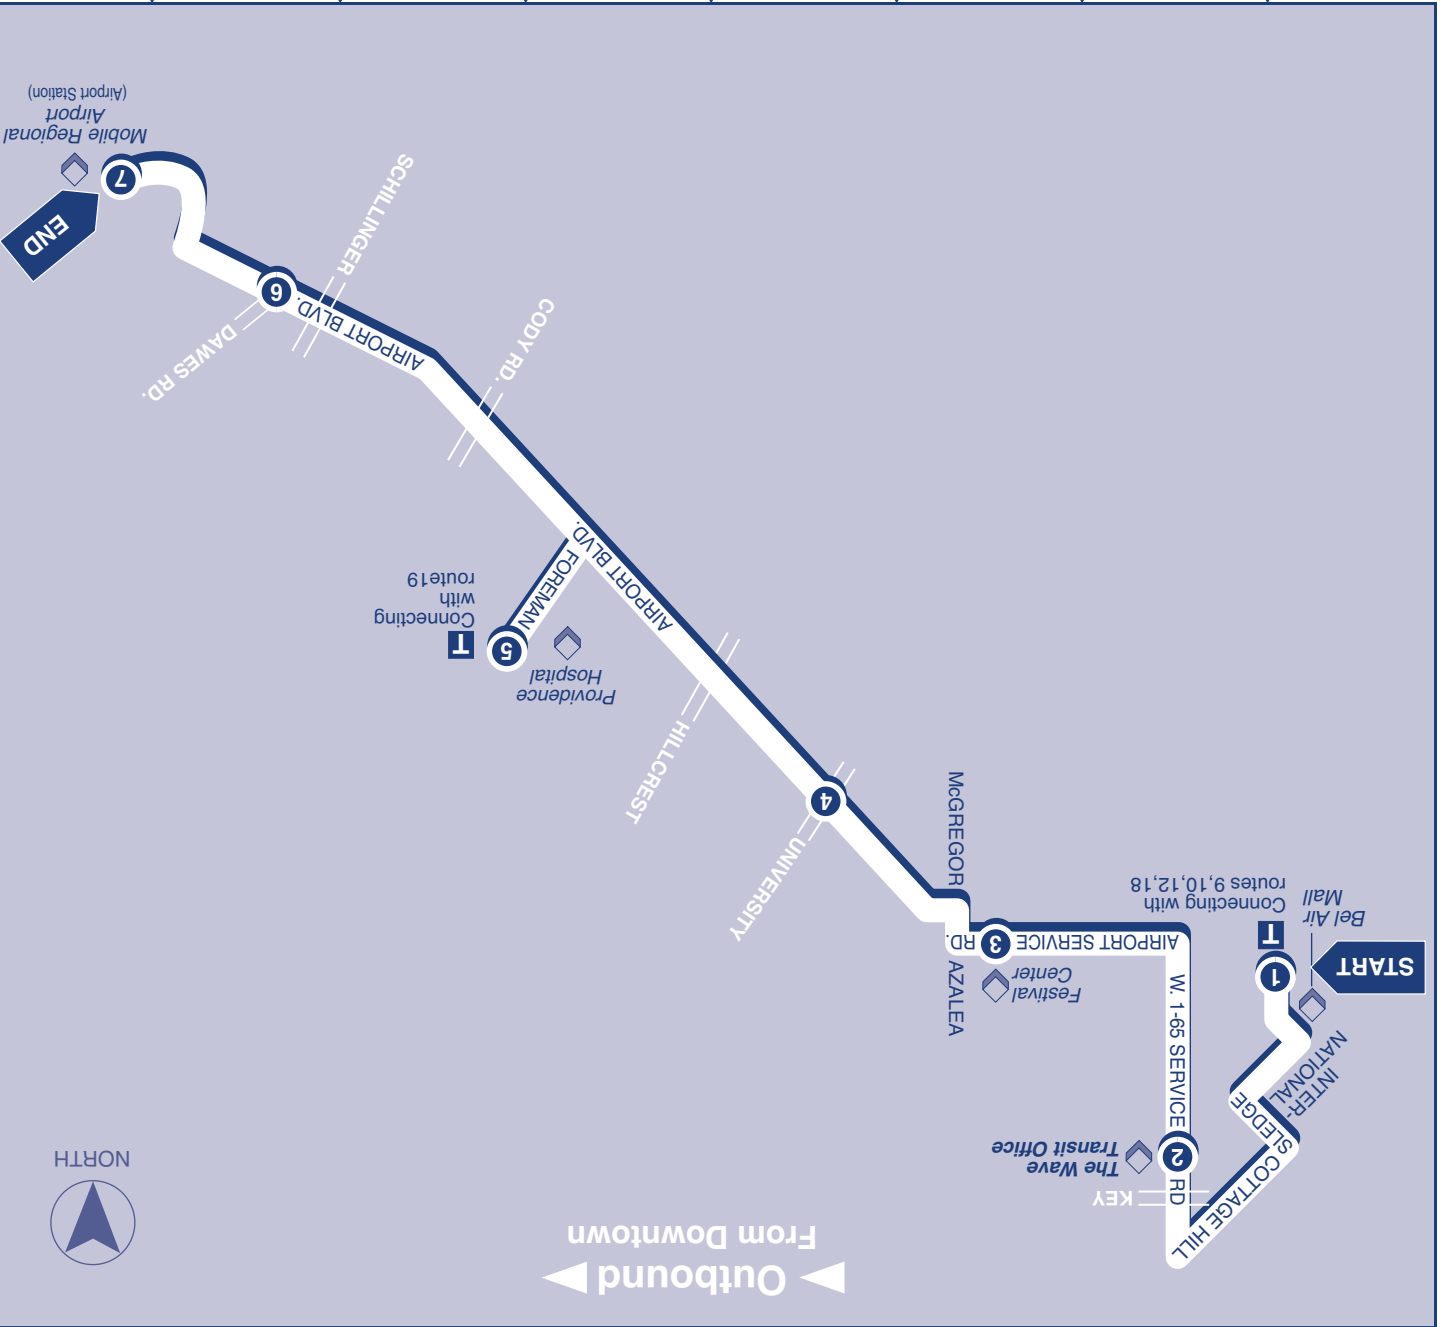 Outbound
From Downtown
NORTH
KEY
COTTAGE HILL
RD
2
The Wave
Transit Office
SLEDGE
INTER-
NATIONAL
W. 1-65 SERVICE
START
1
T
Bel Air
Mall
Connecting with
routes 9,10,12,18
Festival
Center
AIRPORT SERVICE
3
RD.
AZALEA
McGREGOR
UNIVERSITY
4
HILLCREST
Providence
Hospital
5
T
Connecting
with
route19
FOREMAN
AIRPORT BLVD.
CODY RD.
AIRPORT BLVD.
DAWES RD.
6
SCHILLINGER
END
7
Mobile Regional
Airport
(Airport Station)